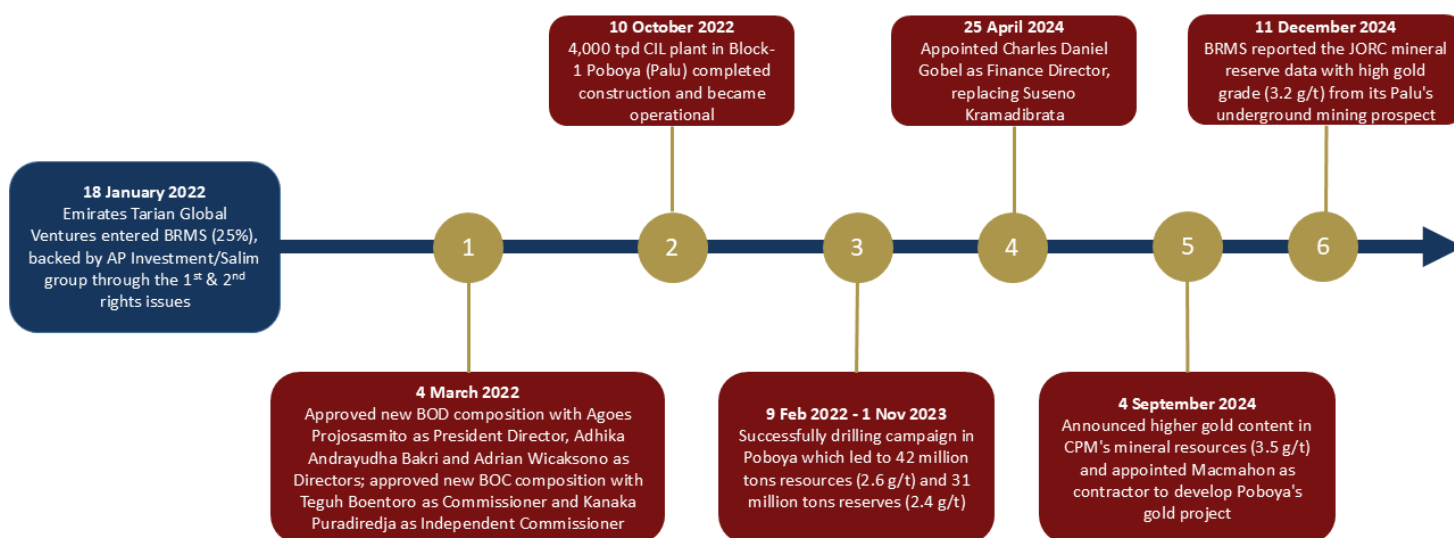 18 January 2022
Emirates Tarian Global
Ventures entered BRMS (25%),
backed by AP Investment/Salim
group through the 1st & 2nd
rights issues
1
4 March 2022
Approved new BOD composition with Agoes
Projosasmito as President Director, Adhika
Andrayudha Bakri and Adrian Wicaksono as
Directors; approved new BOC composition with
Teguh Boentoro as Commissioner and Kanaka
Puradiredja as Independent Commissioner
10 October 2022
4,000 tpd CIL plant in Block-
1 Poboya (Palu) completed
construction and became
operational
2
3
9 Feb 2022 - 1 Nov 2023
Successfully drilling campaign in
Poboya which led to 42 million
tons resources (2.6 g/t) and 31
million tons reserves (2.4 g/t)
25 April 2024
Appointed Charles Daniel
Gobel as Finance Director,
replacing Suseno
Kramadibrata
4
5
4 September 2024
Announced higher gold content in
CPM's mineral resources (3.5 g/t)
and appointed Macmahon as
contractor to develop Poboya's
gold project
11 December 2024
BRMS reported the JORC mineral
reserve data with high gold
grade (3.2 g/t) from its Palu's
underground mining prospect
6